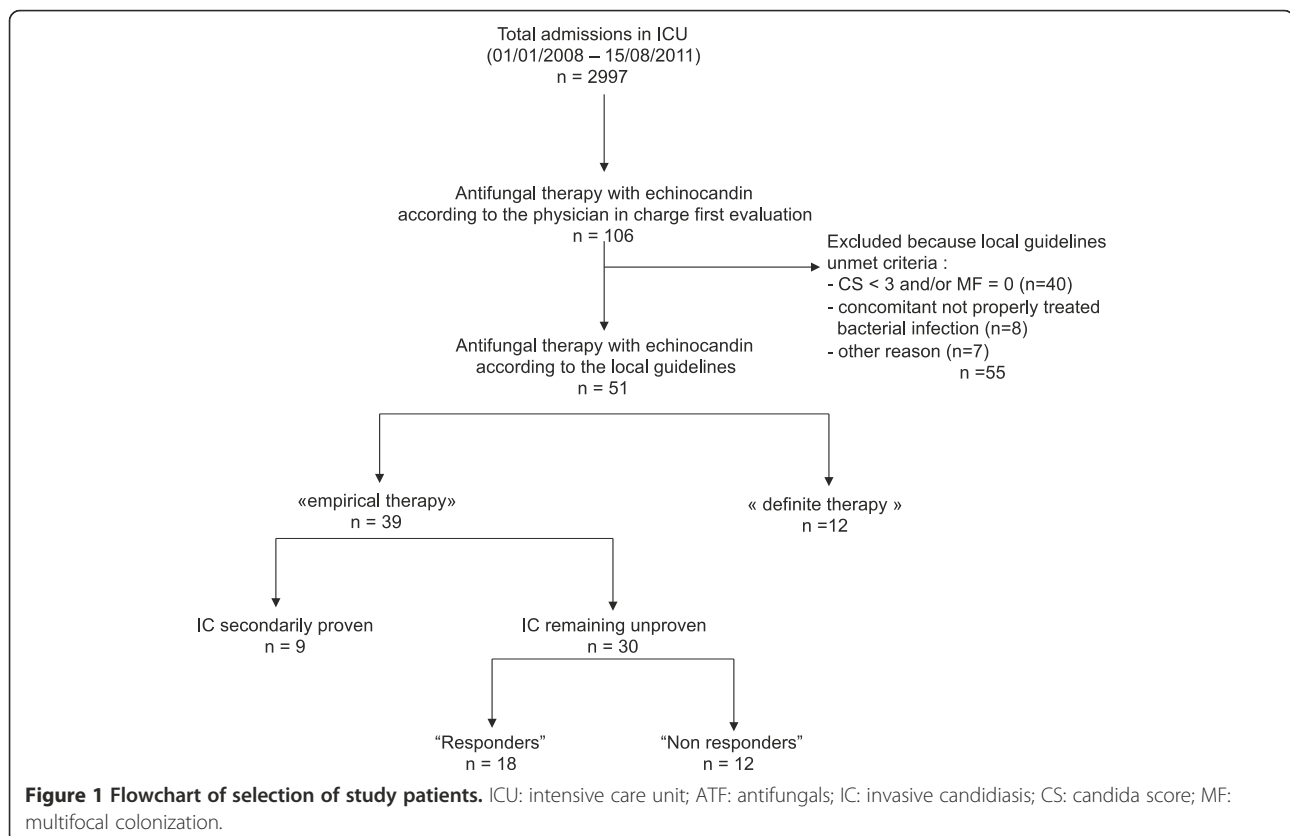 Total admissions in ICU
(01/01/2008 – 15/08/2011)
n = 2997
Antifungal therapy with echinocandin
according to the physician in charge first evaluation
n = 106
Excluded because local guidelines
unmet criteria :
- CS < 3 and/or MF = 0 (n=40)
- concomitant not properly treated
bacterial infection (n=8)
- other reason (n=7)
n =55
Antifungal therapy with echinocandin
according to the local guidelines
n = 51
«empirical therapy»
n = 39
« definite therapy »
n =12
IC secondarily proven
n = 9
IC remaining unproven
n = 30
“Responders”
n = 18
“Non responders”
n = 12
Figure 1 Flowchart of selection of study patients. ICU: intensive care unit; ATF: antifungals; IC: invasive candidiasis; CS: candida score; MF:
multifocal colonization.